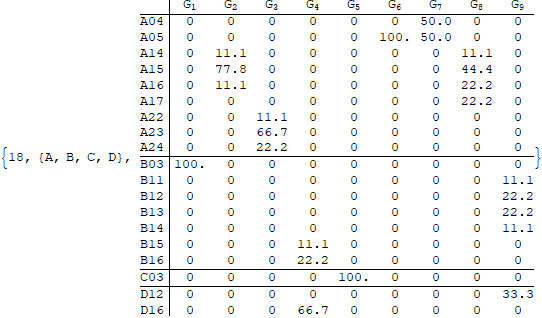 G₁ G₂ G₃ G₄ G₅ G₆ G₇ G₈ G₉
A04 0 0 0 0 0 0 50.0 0 0
A05 0 0 0 0 0 100. 50.0 0 0
A14 0 11.1 0 0 0 0 0 11.1 0
A15 0 77.8 0 0 0 0 0 44.4 0
A16 0 11.1 0 0 0 0 0 22.2 0
A17 0 0 0 0 0 0 0 22.2 0
A22 0 0 11.1 0 0 0 0 0 0
A23 0 0 66.7 0 0 0 0 0 0
A24 0 0 22.2 0 0 0 0 0 0
{18, {A, B, C, D}, B03 100. 0 0 0 0 0 0 0 0 }
B11 0 0 0 0 0 0 0 0 11.1
B12 0 0 0 0 0 0 0 0 22.2
B13 0 0 0 0 0 0 0 0 22.2
B14 0 0 0 0 0 0 0 0 11.1
B15 0 0 0 11.1 0 0 0 0 0
B16 0 0 0 22.2 0 0 0 0 0
C03 0 0 0 0 100. 0 0 0 0
D12 0 0 0 0 0 0 0 0 33.3
D16 0 0 0 66.7 0 0 0 0 0